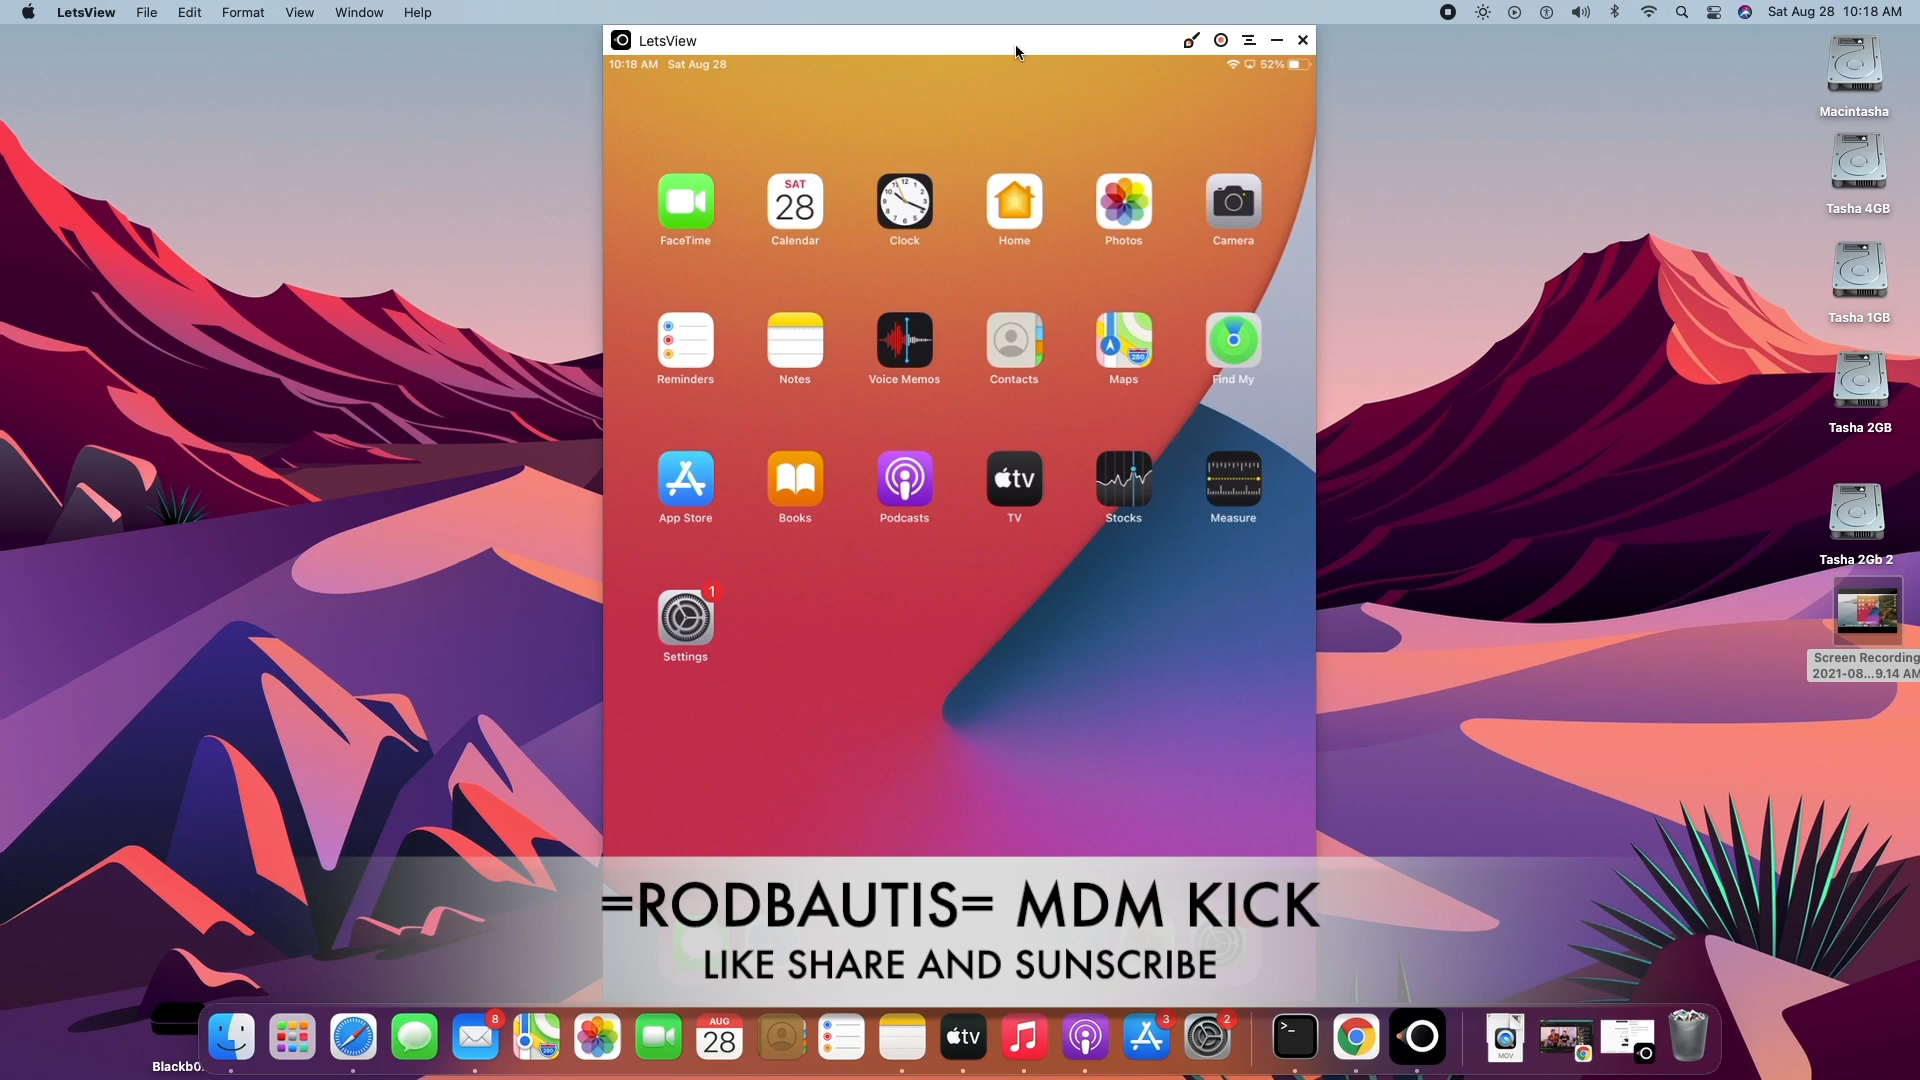 LetsView File Edit Format View Window Help
Sat Aug 28 10:18 AM
LetsView
10:18 AM Sat Aug 28
52%
SAT
28
FaceTime Calendar Clock Home Photos Camera
280
Reminders Notes Voice Memos Contacts Maps Find My
tv
App Store Books Podcasts TV Stocks Measure
1
Settings
Macintasha
Tasha 4GB
Tasha 1GB
Tasha 2GB
Tasha 2Gb 2
Screen Recording
2021-08...9.14 AM
=RODBAUTIS= MDM KICK
LIKE SHARE AND SUNSCRIBE
8
AUG
28
tv
3
2
MOV
Blackb0.